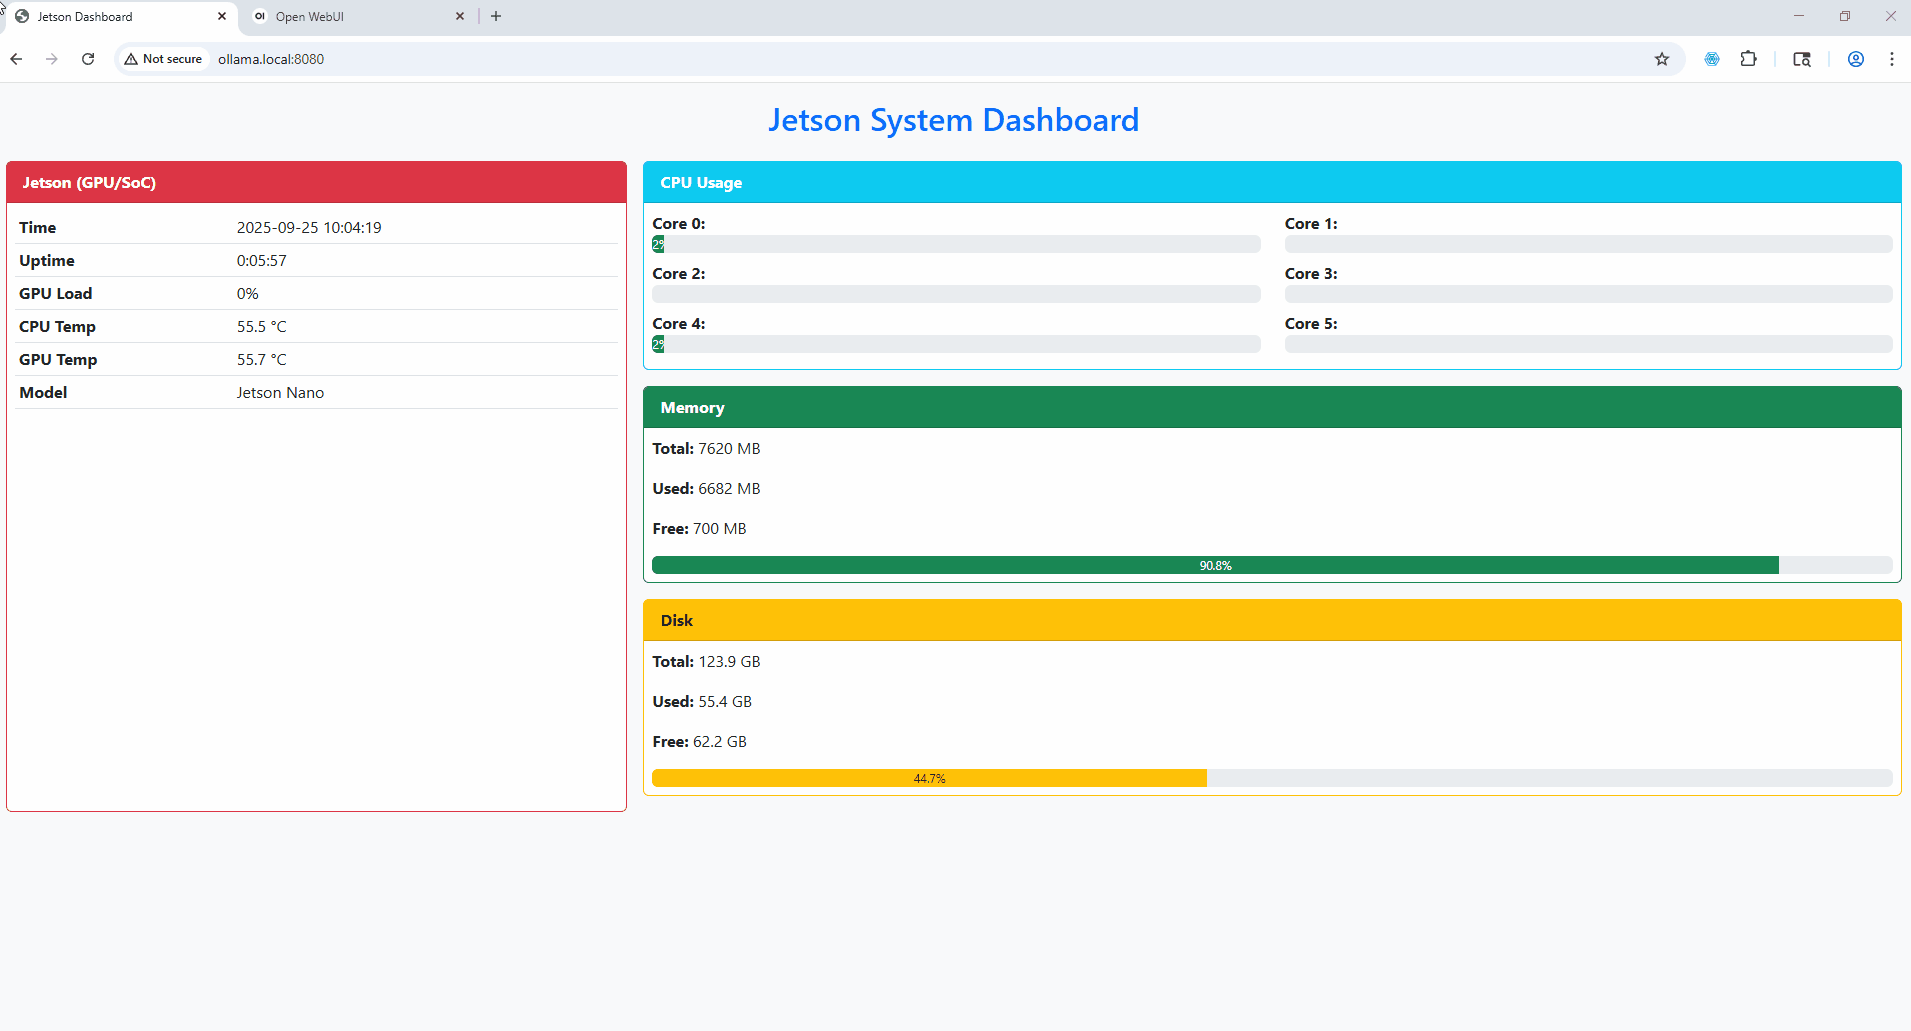 Jetson Dashboard
OI Open WebUI
Not secure ollama.local:8080
Jetson System Dashboard
Jetson (GPU/SoC)
Time 2025-09-25 10:04:19
Uptime 0:05:57
GPU Load 0%
CPU Temp 55.5 °C
GPU Temp 55.7 °C
Model Jetson Nano
CPU Usage
Core 0: Core 1:
2%
Core 2: Core 3:
Core 4: Core 5:
2%
Memory
Total: 7620 MB
Used: 6682 MB
Free: 700 MB
90.8%
Disk
Total: 123.9 GB
Used: 55.4 GB
Free: 62.2 GB
44.7%